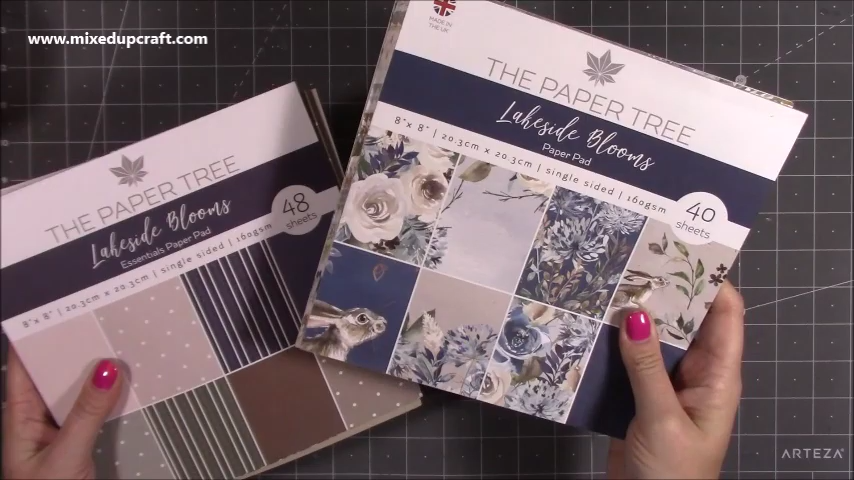 www.mixedupcraft.com
MADE IN
THE UK
THE PAPER TREE
Lakeside Blooms
Paper Pad
8"x 8" | 20.3cm x 20.3cm | single sided | 160gsm
40
sheets
THE PAPER TREE
Lakeside Blooms
Essentials Paper Pad
8"x 8" | 20.3cm x 20.3cm | single sided | 160gsm
48
sheets
ARTEZA